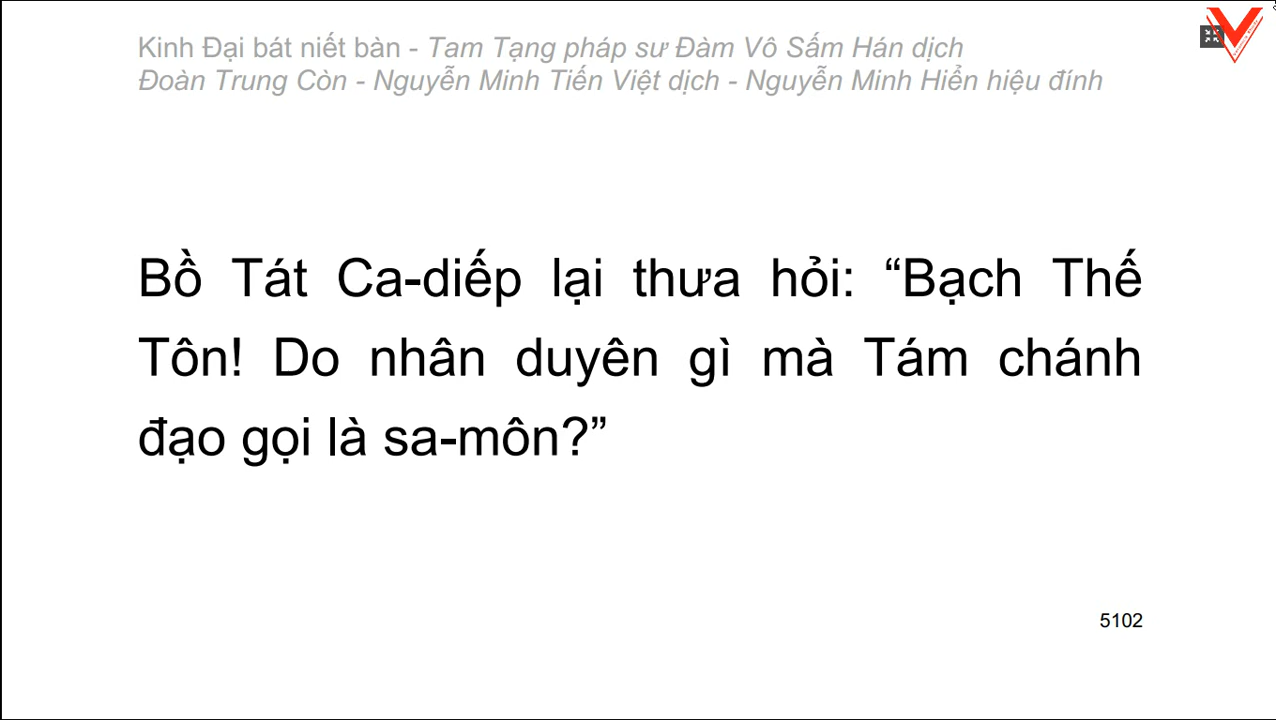 Kinh Đại bát niết bàn - Tam Tạng pháp sư Đàm Vô Sấm Hán dịch
Đoàn Trung Còn - Nguyễn Minh Tiến Việt dịch - Nguyễn Minh Hiển hiệu đính
Bồ Tát Ca-diếp lại thưa hỏi: “Bạch Thế
Tôn! Do nhân duyên gì mà Tám chánh
đạo gọi là sa-môn?”
5102